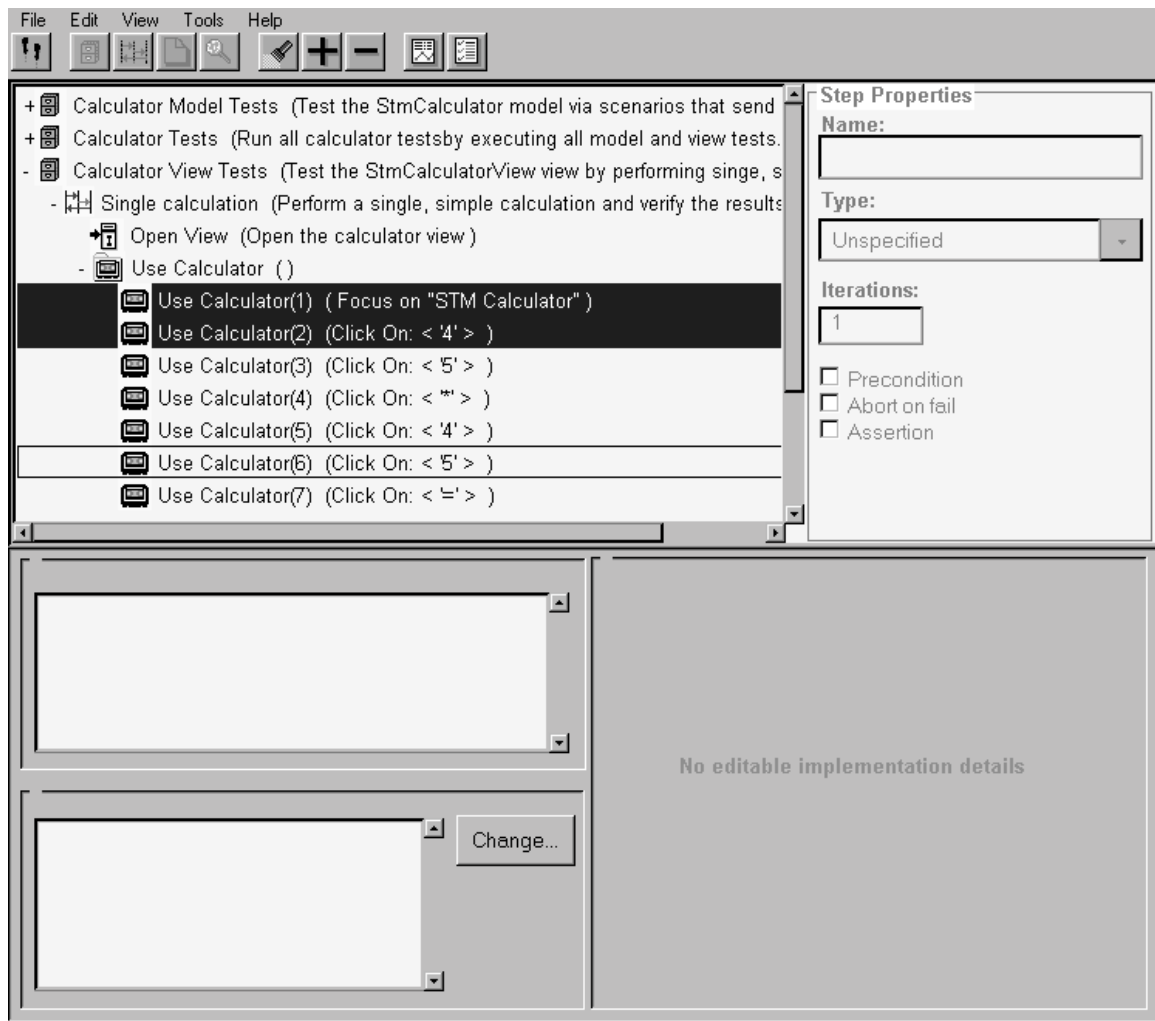 File Edit View Tools Help
+ Calculator Model Tests (Test the StmCalculator model via scenarios that send
+ Calculator Tests (Run all calculator testsby executing all model and view tests.
- Calculator View Tests (Test the StmCalculatorView view by performing singe, s
- Single calculation (Perform a single, simple calculation and verify the results
Open View (Open the calculator view )
- Use Calculator ()
Use Calculator(1) ( Focus on "STM Calculator" )
Use Calculator(2) (Click On: < '4' > )
Use Calculator(3) (Click On: < '5' > )
Use Calculator(4) (Click On: < '*' > )
Use Calculator(5) (Click On: < '4' > )
Use Calculator(6) (Click On: < '5' > )
Use Calculator(7) (Click On: < '=' > )
Step Properties
Name:
Type:
Unspecified
Iterations:
1
Precondition
Abort on fail
Assertion
No editable implementation details
Change...